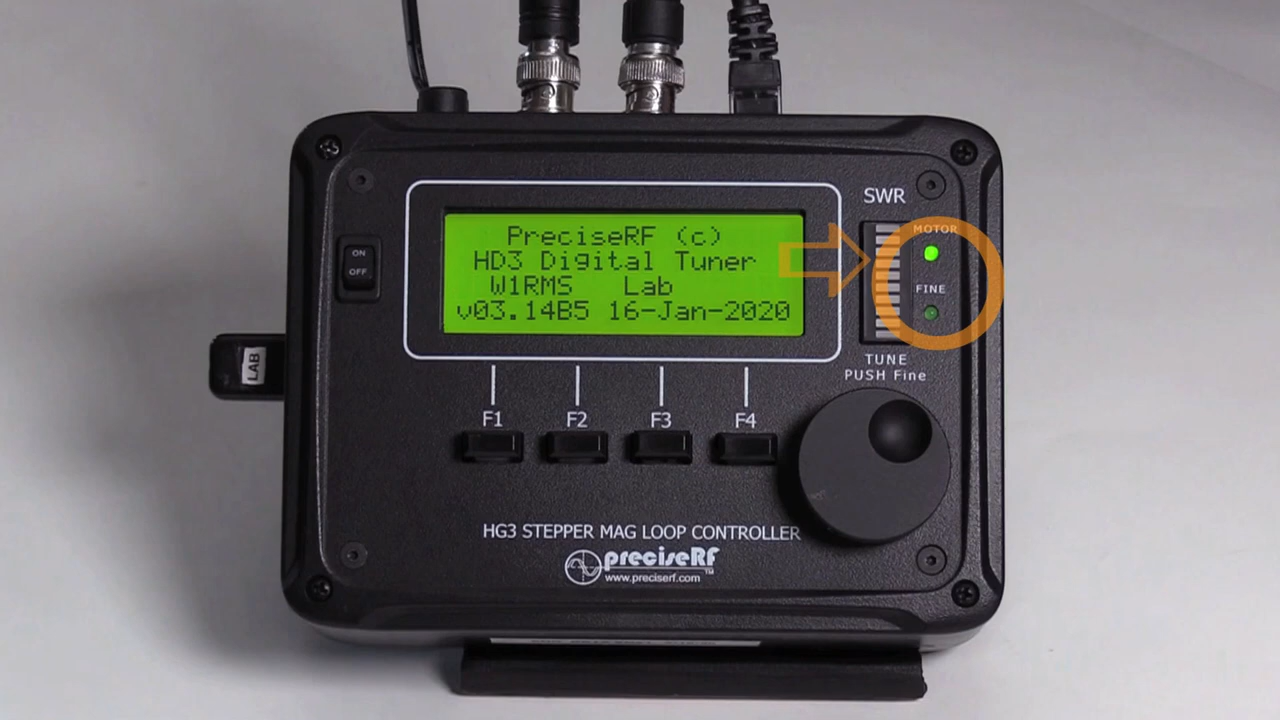 SWR
MOTOR
FINE
ON
OFF
PreciseRF (c)
HD3 Digital Tuner
W1RMS Lab
v03.14B5 16-Jan-2020
LAB
TUNE
PUSH Fine
F1 F2 F3 F4
HG3 STEPPER MAG LOOP CONTROLLER
preciseRF
TM
www.preciserf.com